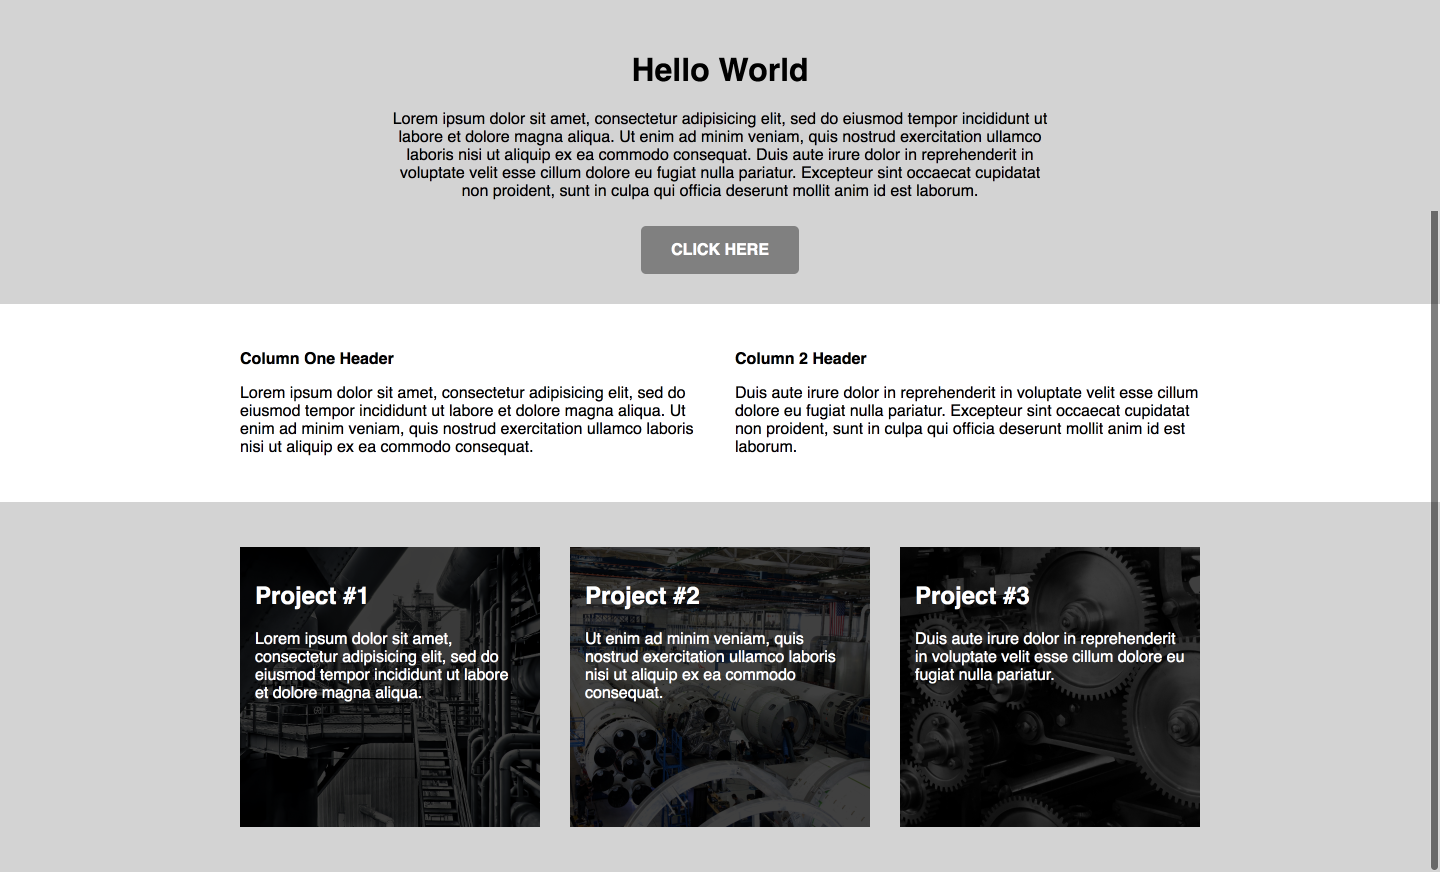 Hello World
Lorem ipsum dolor sit amet, consectetur adipisicing elit, sed do eiusmod tempor incididunt ut
labore et dolore magna aliqua. Ut enim ad minim veniam, quis nostrud exercitation ullamco
laboris nisi ut aliquip ex ea commodo consequat. Duis aute irure dolor in reprehenderit in
voluptate velit esse cillum dolore eu fugiat nulla pariatur. Excepteur sint occaecat cupidatat
non proident, sunt in culpa qui officia deserunt mollit anim id est laborum.
CLICK HERE
Column One Header
Lorem ipsum dolor sit amet, consectetur adipisicing elit, sed do
eiusmod tempor incididunt ut labore et dolore magna aliqua. Ut
enim ad minim veniam, quis nostrud exercitation ullamco laboris
nisi ut aliquip ex ea commodo consequat.
Column 2 Header
Duis aute irure dolor in reprehenderit in voluptate velit esse cillum
dolore eu fugiat nulla pariatur. Excepteur sint occaecat cupidatat
non proident, sunt in culpa qui officia deserunt mollit anim id est
laborum.
Project #1
Lorem ipsum dolor sit amet,
consectetur adipisicing elit, sed do
eiusmod tempor incididunt ut labore
et dolore magna aliqua.
Project #2
Ut enim ad minim veniam, quis
nostrud exercitation ullamco laboris
nisi ut aliquip ex ea commodo
consequat.
Project #3
Duis aute irure dolor in reprehenderit
in voluptate velit esse cillum dolore eu
fugiat nulla pariatur.